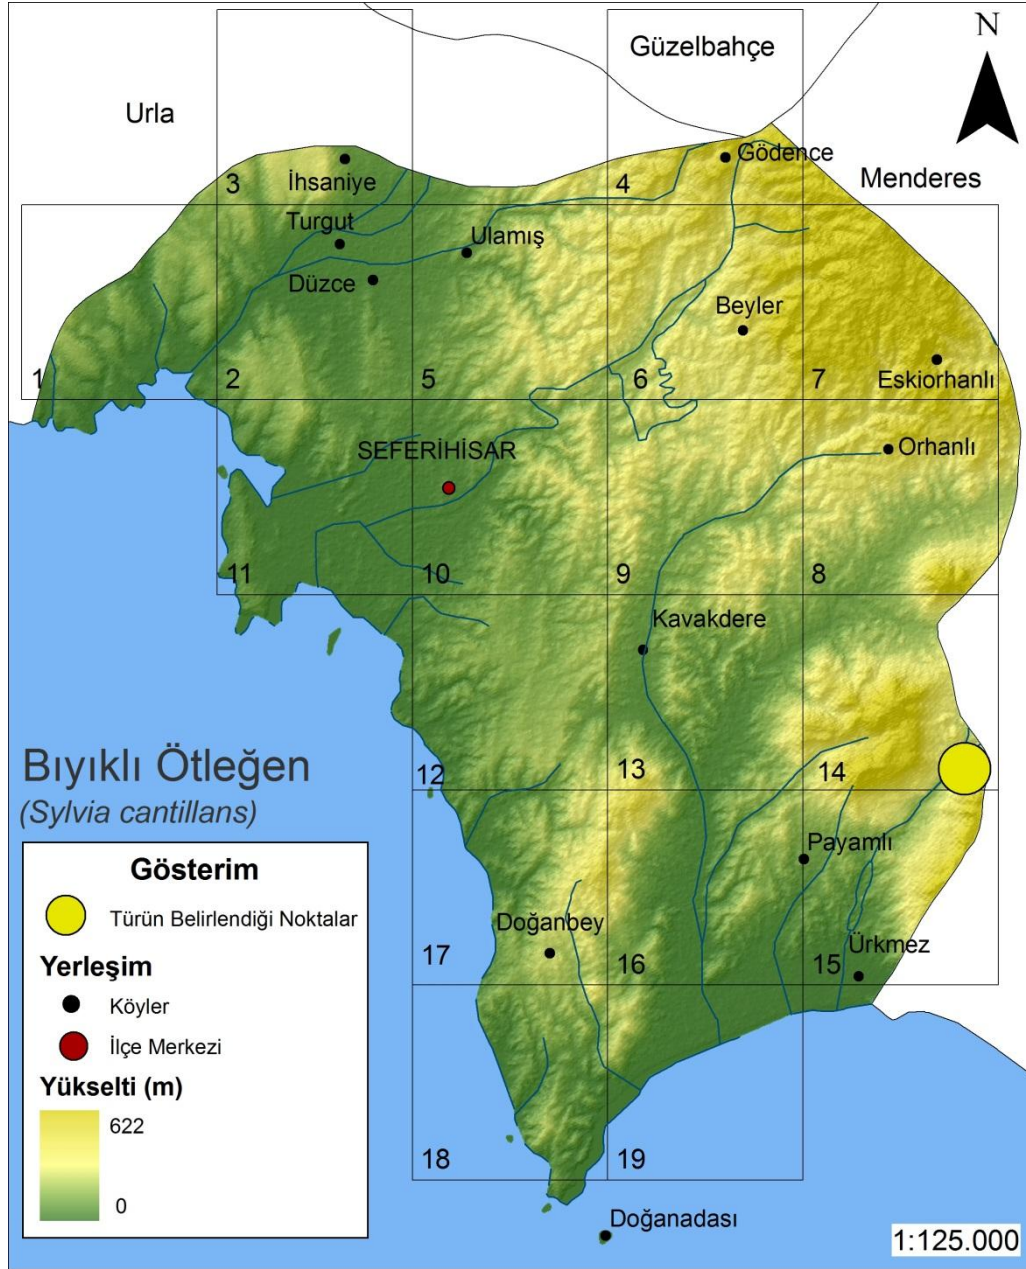 N
Güzelbahçe
Urla
Gödence
Menderes
3
4
İhsaniye
Turgut
Ulamış
Düzce
Beyler
Eskiorhanlı
1
2
5
6
7
SEFERİHİSAR
Orhanlı
11
10
9
8
Kavakdere
Bıyıklı Ötleğen
(Sylvia cantillans)
12
13
14
Payamlı
Doğanbey
Ürkmez
17
16
15
18
19
Doğanadası
Gösterim
Türün Belirlendiği Noktalar
Yerleşim
Köyler
İlçe Merkezi
Yükselti (m)
622
0
1:125.000